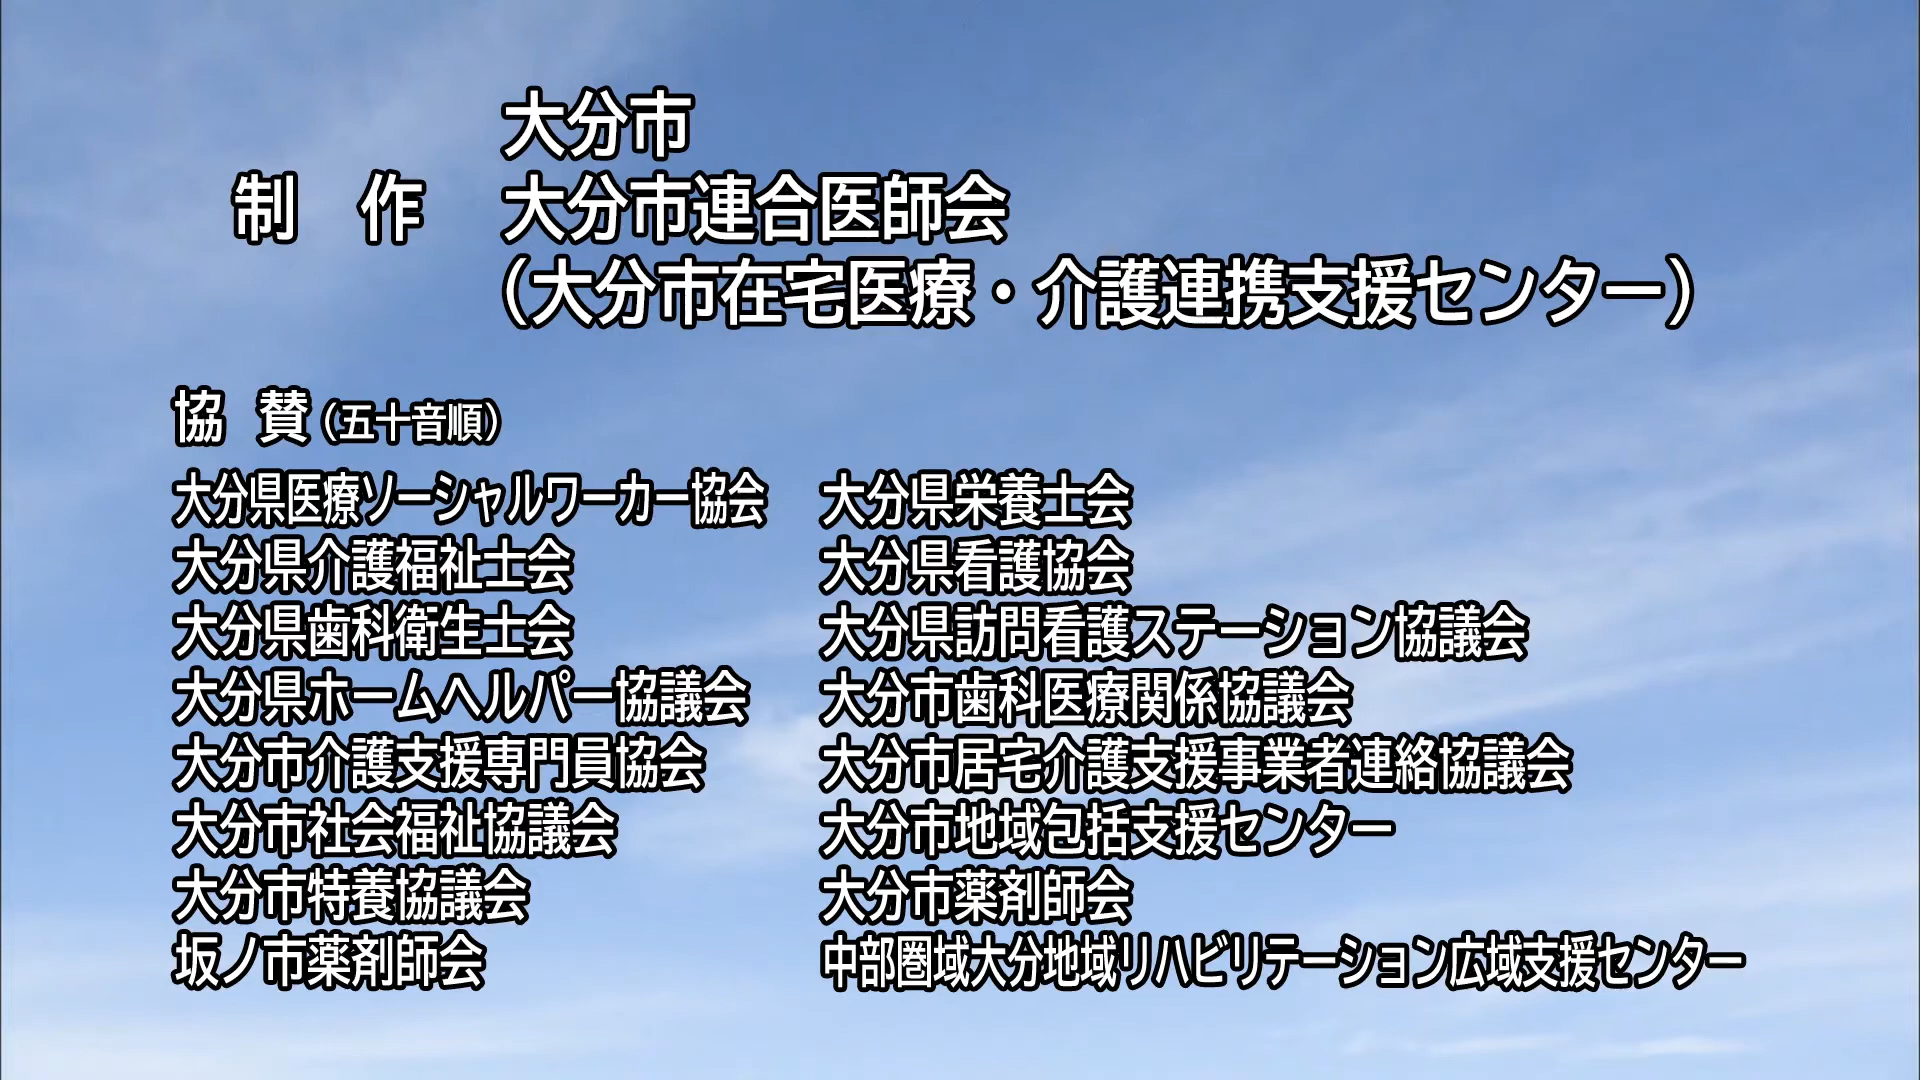 大分市
制　作　大分市連合医師会
（大分市在宅医療・介護連携支援センター）
協　賛（五十音順）
大分県医療ソーシャルワーカー協会　大分県栄養士会
大分県介護福祉士会　大分県看護協会
大分県歯科衛生士会　大分県訪問看護ステーション協議会
大分県ホームヘルパー協議会　大分市歯科医療関係協議会
大分市介護支援専門員協会　大分市居宅介護支援事業者連絡協議会
大分市社会福祉協議会　大分市地域包括支援センター
大分市特養協議会　大分市薬剤師会
坂ノ市薬剤師会　中部圏域大分地域リハビリテーション広域支援センター